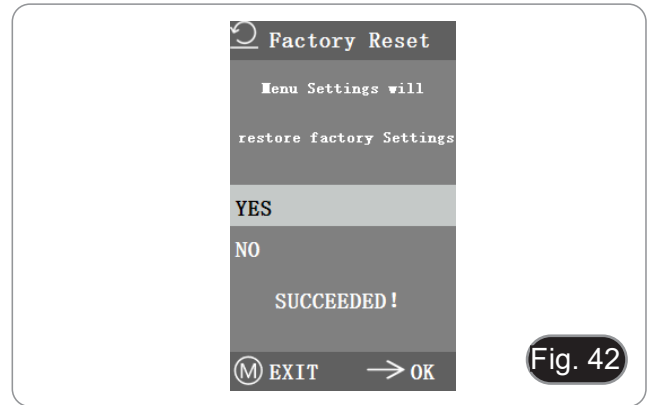 Factory Reset
Menu Settings will
restore factory Settings
YES
NO
SUCCEEDED!
M EXIT → OK
Fig. 42